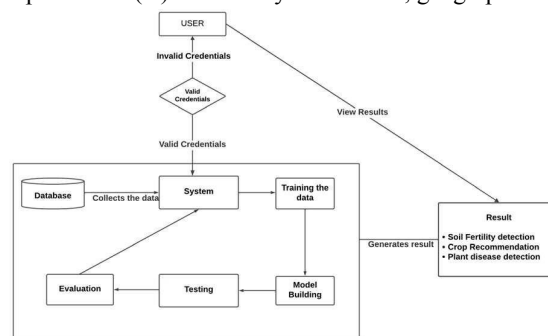 USER
Invalid Credentials
Valid
Credentials
View Results
Valid Credentials
Database
Collects the data
System
Training the
data
Result
• Soil Fertility detection
• Crop Recommendation
• Plant disease detection
Generates result
Evaluation
Testing
Model
Building